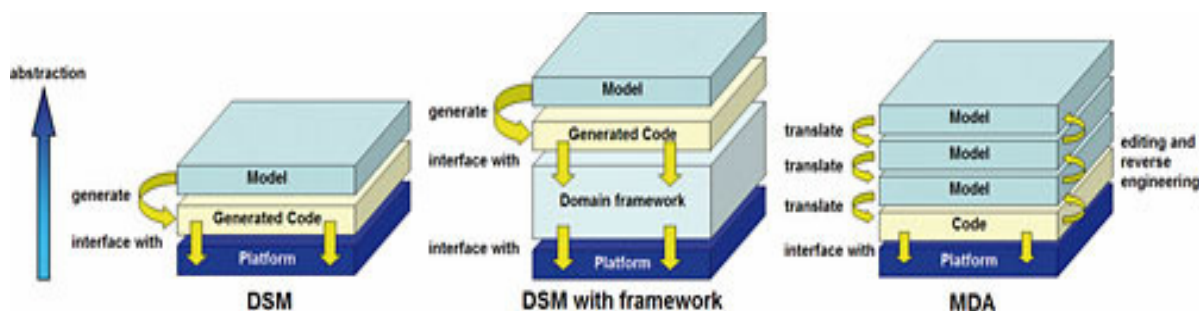 abstraction
Model
generate
Generated Code
interface with
Platform
DSM
Model
generate
Generated Code
interface with
Domain framework
interface with
Platform
DSM with framework
Model
translate
Model
translate
Model
translate
Code
interface with
editing and
reverse
engineering
MDA